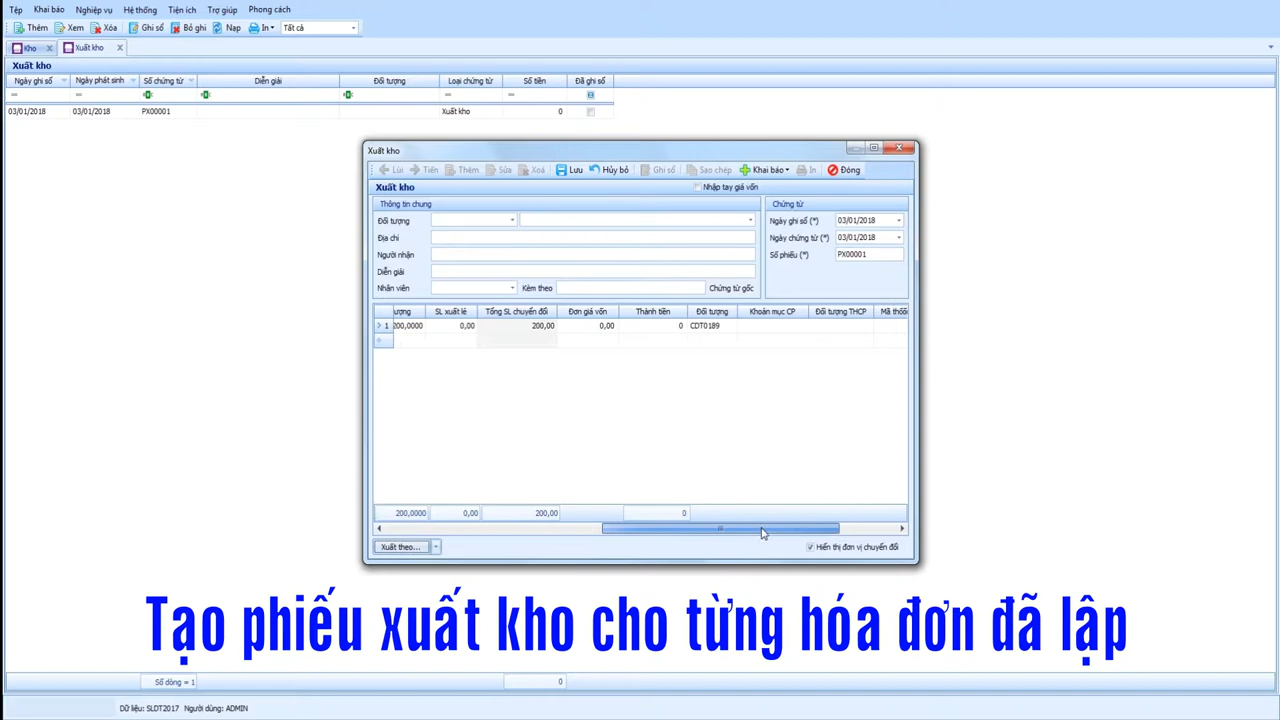 Tệp Khai báo Nghiệp vụ Hệ thống Tiện ích Trợ giúp Phong cách
Thêm Xem Xóa Ghi sổ Bỏ ghi Nạp In Tất cả
Kho Xuất kho
Xuất kho
Ngày ghi sổ Ngày phát sinh Số chứng từ Diễn giải Đối tượng Loại chứng từ Số tiền Đã ghi sổ
03/01/2018 03/01/2018 PX00001 Xuất kho 0
Xuất kho
Lùi Tiến Thêm Sửa Xoá Lưu Hủy bỏ Ghi sổ Sao chép Khai báo In Đóng
Xuất kho Nhập tay giá vốn
Thông tin chung Chứng từ
Đối tượng Ngày ghi sổ (*) 03/01/2018
Địa chỉ Ngày chứng từ (*) 03/01/2018
Người nhận Số phiếu (*) PX00001
Diễn giải
Nhân viên Kèm theo Chứng từ gốc
ượng SL xuất lẻ Tổng SL chuyển đổi Đơn giá vốn Thành tiền Đối tượng Khoản mục CP Đối tượng THCP Mã thối
1 200,0000 0,00 200,00 0,00 0 CDT0189
200,0000 0,00 200,00 0
Xuất theo... Hiển thị đơn vị chuyển đổi
Tạo phiếu xuất kho cho từng hóa đơn đã lập
Số dòng = 1 0
Dữ liệu: SLDT2017 Người dùng: ADMIN